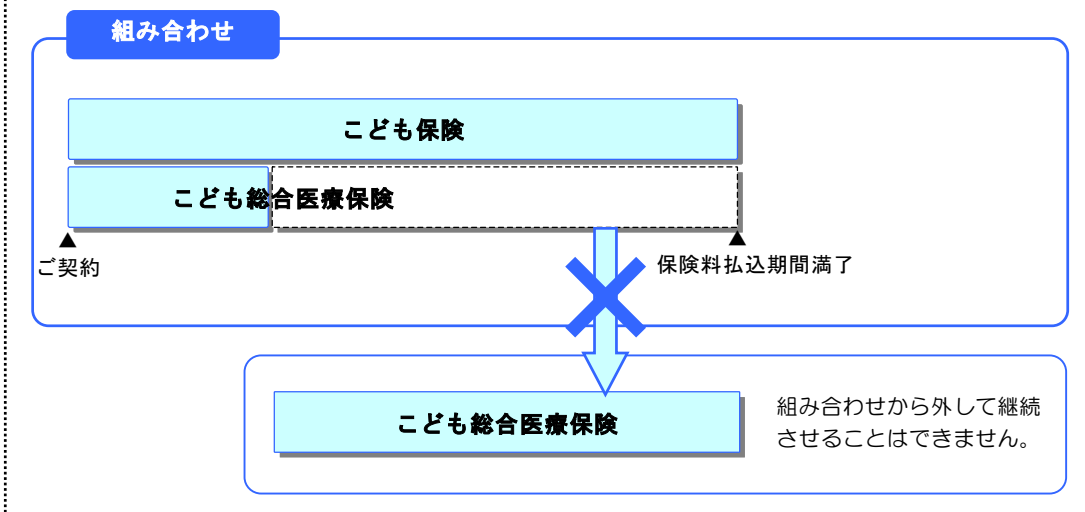 組み合わせ
こども保険
こども総合医療保険
ご契約
保険料払込期間満了
こども総合医療保険
組み合わせから外して継続
させることはできません。